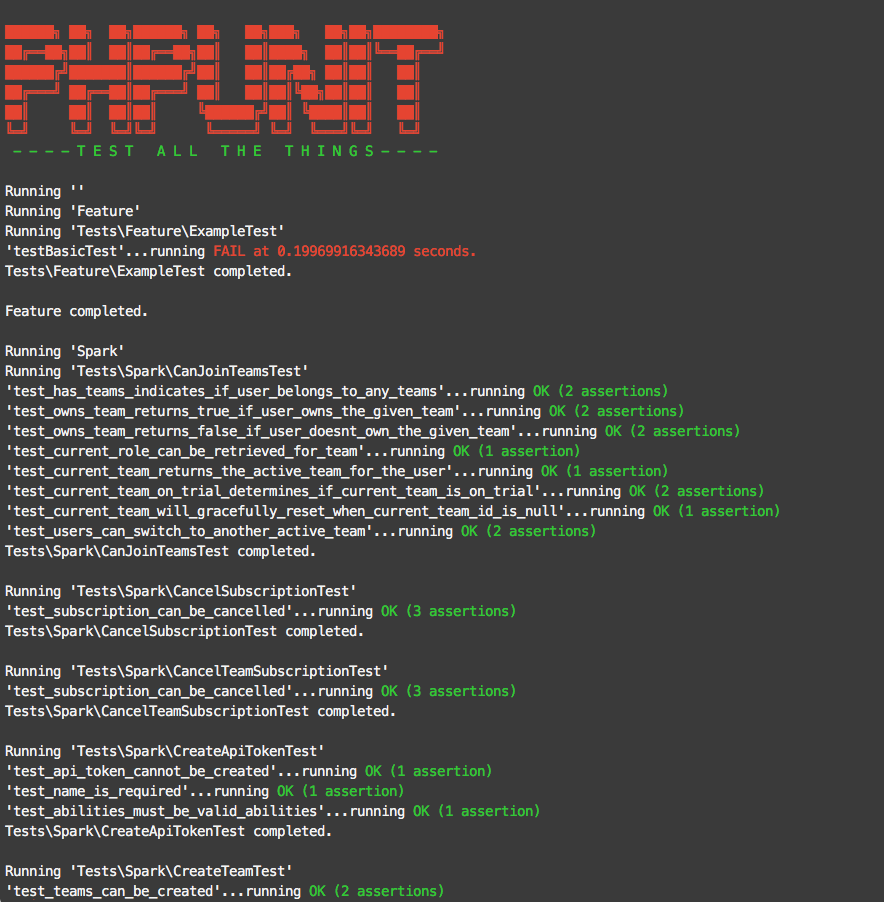 PHPUNIT
----TEST ALL THE THINGS----
Running ''
Running 'Feature'
Running 'Tests\Feature\ExampleTest'
'testBasicTest'...running FAIL at 0.19969916343689 seconds.
Tests\Feature\ExampleTest completed.
Feature completed.
Running 'Spark'
Running 'Tests\Spark\CanJoinTeamsTest'
'test_has_teams_indicates_if_user_belongs_to_any_teams'...running OK (2 assertions)
'test_owns_team_returns_true_if_user_owns_the_given_team'...running OK (2 assertions)
'test_owns_team_returns_false_if_user_doesnt_own_the_given_team'...running OK (2 assertions)
'test_current_role_can_be_retrieved_for_team'...running OK (1 assertion)
'test_current_team_returns_the_active_team_for_the_user'...running OK (1 assertion)
'test_current_team_on_trial_determines_if_current_team_is_on_trial'...running OK (2 assertions)
'test_current_team_will_gracefully_reset_when_current_team_id_is_null'...running OK (1 assertion)
'test_users_can_switch_to_another_active_team'...running OK (2 assertions)
Tests\Spark\CanJoinTeamsTest completed.
Running 'Tests\Spark\CancelSubscriptionTest'
'test_subscription_can_be_cancelled'...running OK (3 assertions)
Tests\Spark\CancelSubscriptionTest completed.
Running 'Tests\Spark\CancelTeamSubscriptionTest'
'test_subscription_can_be_cancelled'...running OK (3 assertions)
Tests\Spark\CancelTeamSubscriptionTest completed.
Running 'Tests\Spark\CreateApiTokenTest'
'test_api_token_cannot_be_created'...running OK (1 assertion)
'test_name_is_required'...running OK (1 assertion)
'test_abilities_must_be_valid_abilities'...running OK (1 assertion)
Tests\Spark\CreateApiTokenTest completed.
Running 'Tests\Spark\CreateTeamTest'
'test_teams_can_be_created'...running OK (2 assertions)